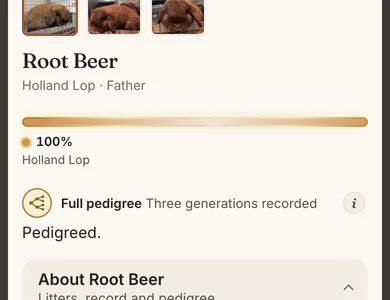 Root Beer
Holland Lop · Father
100%
Holland Lop
Full pedigree Three generations recorded
i
Pedigreed.
About Root Beer
Litters, record and pedigree